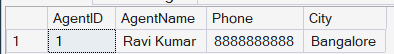 AgentID AgentName Phone City
1 1 Ravi Kumar 8888888888 Bangalore